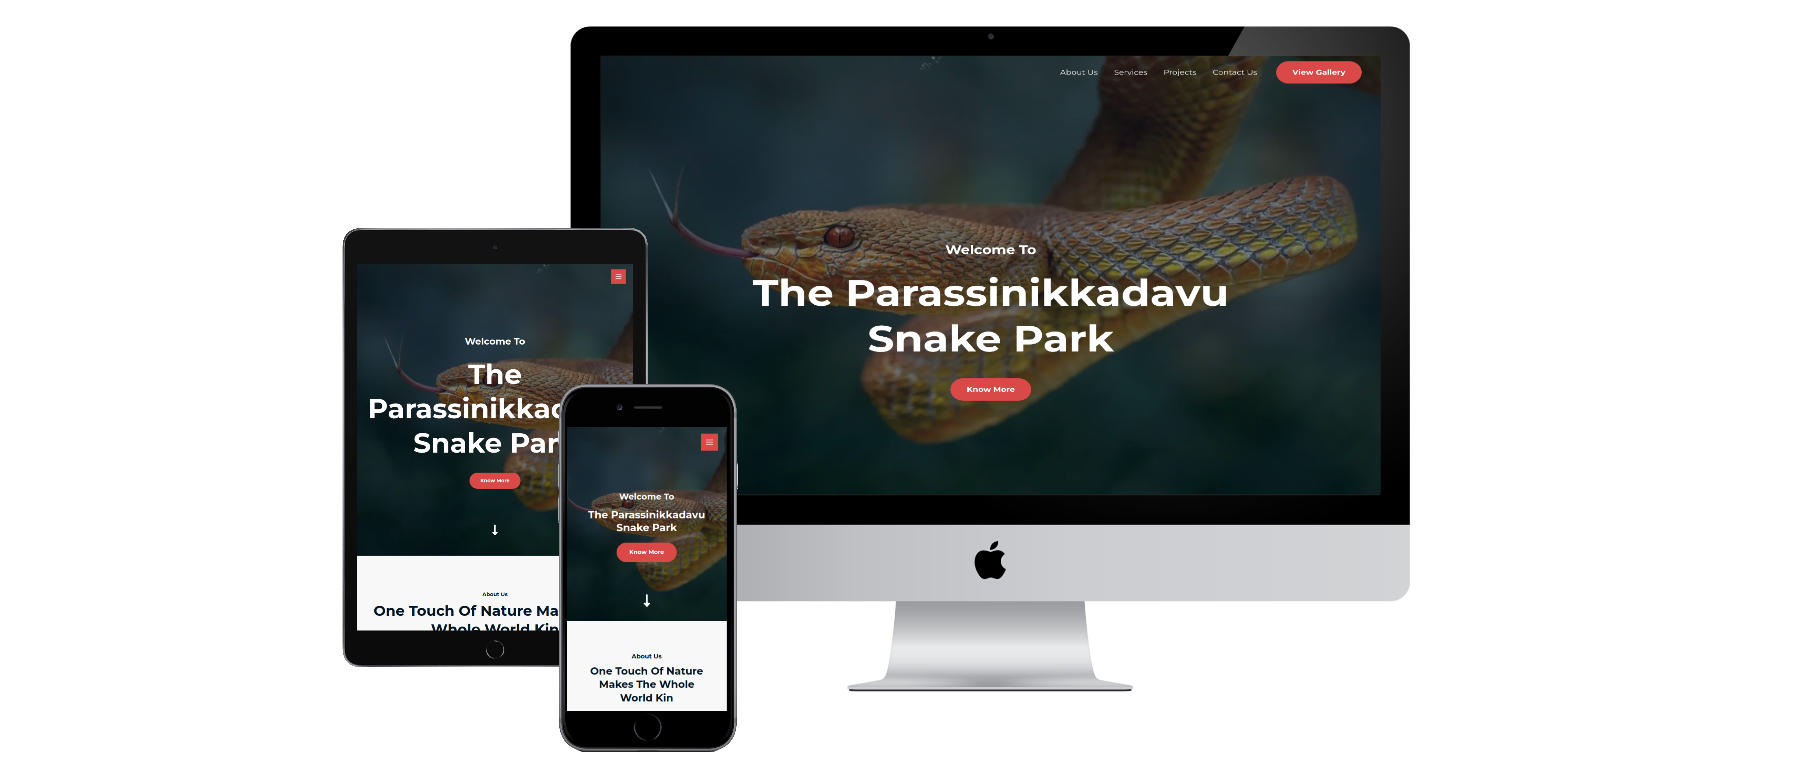 About Us Services Projects Contact Us View Gallery
Welcome To
The Parassinikkadavu
Snake Park
Know More
Welcome To
The
Parassinikkad
Snake Par
Know More
About Us
One Touch Of Nature Ma
Whole World Kin
Welcome To
The Parassinikkadavu
Snake Park
Know More
About Us
One Touch Of Nature
Makes The Whole
World Kin